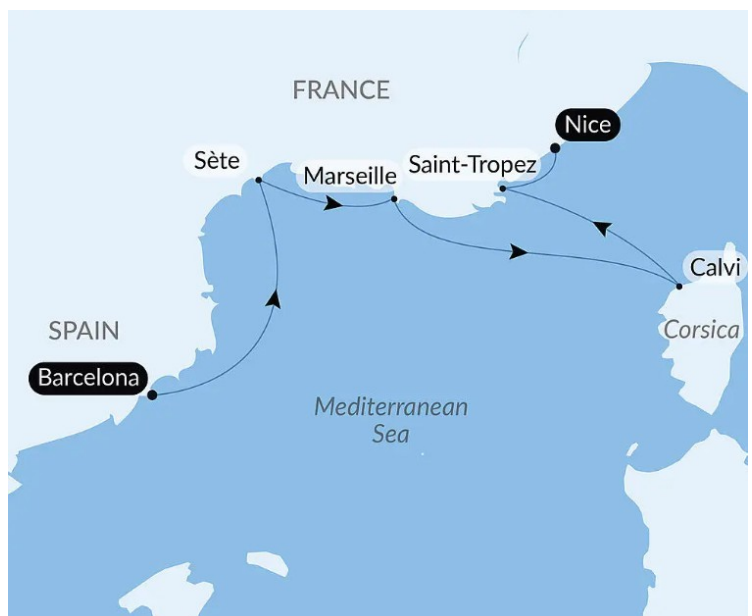 FRANCE
Nice
Sète
Marseille
Saint-Tropez
Calvi
SPAIN
Corsica
Barcelona
Mediterranean
Sea